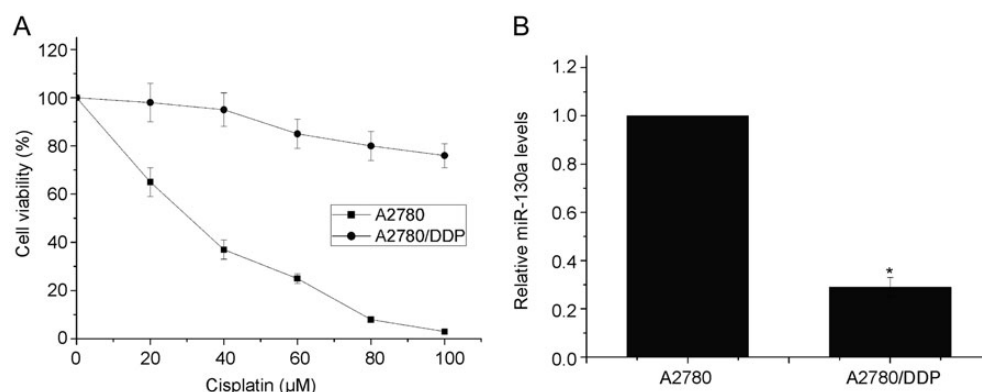 A
Cell viability (%)
120
100
80
60
40
20
0
0 20 40 60 80 100
Cisplatin (μM)
A2780
A2780/DDP
B
Relative miR-130a levels
1.2
1.0
0.8
0.6
0.4
0.2
0.0
*
A2780 A2780/DDP